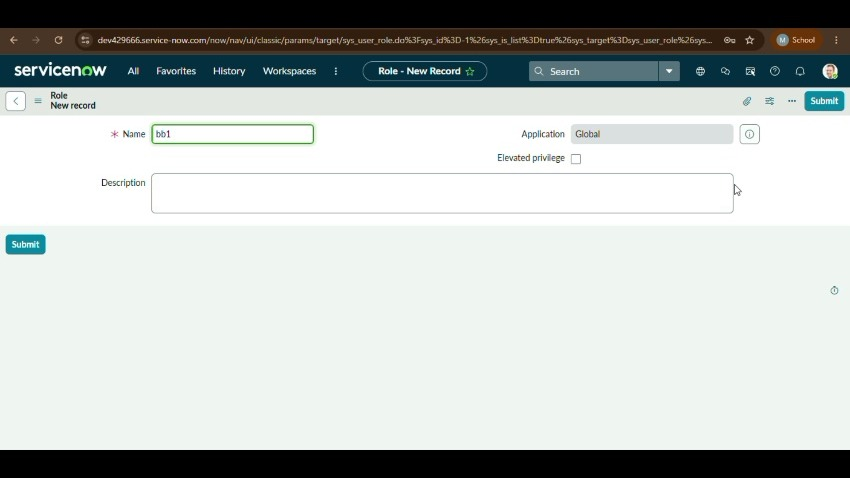 dev429666.service-now.com/now/nav/ui/classic/params/target/sys_user_role.do%3Fsys_id%3D-1%26sys_is_list%3Dtrue%26sys_target%3Dsys_user_role%26sys...
M School
servicenow All Favorites History Workspaces Role - New Record Search
Role
New record
Submit
* Name bb1 Application Global
Elevated privilege
Description
Submit